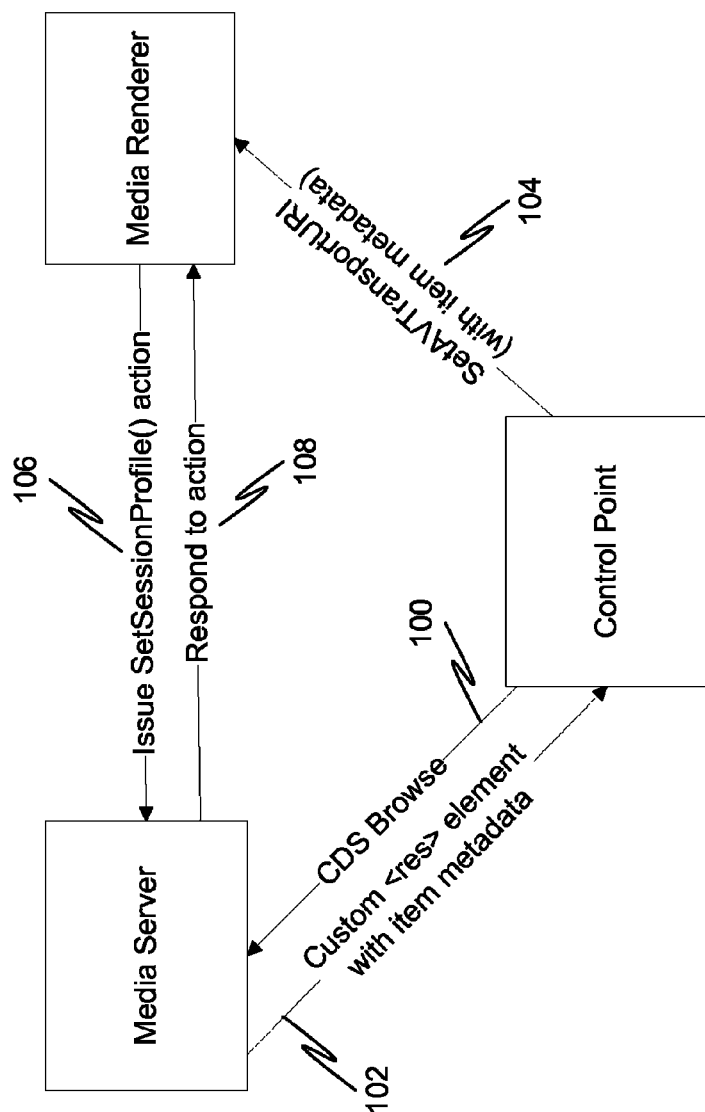 Media Server
Media Renderer
Control Point
106
Issue SetSessionProfile() action
Respond to action
108
100
CDS Browse
Custom <res> element
with item metadata
102
SetAVTransportURI
(with item metadata)
104